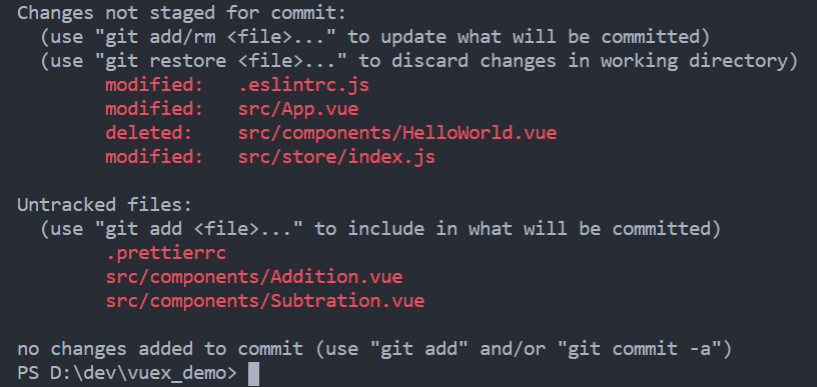 Changes not staged for commit:
(use "git add/rm <file>..." to update what will be committed)
(use "git restore <file>..." to discard changes in working directory)
modified: .eslintrc.js
modified: src/App.vue
deleted: src/components/HelloWorld.vue
modified: src/store/index.js
Untracked files:
(use "git add <file>..." to include in what will be committed)
.prettierrc
src/components/Addition.vue
src/components/Subtration.vue
no changes added to commit (use "git add" and/or "git commit -a")
PS D:\dev\vuex_demo>